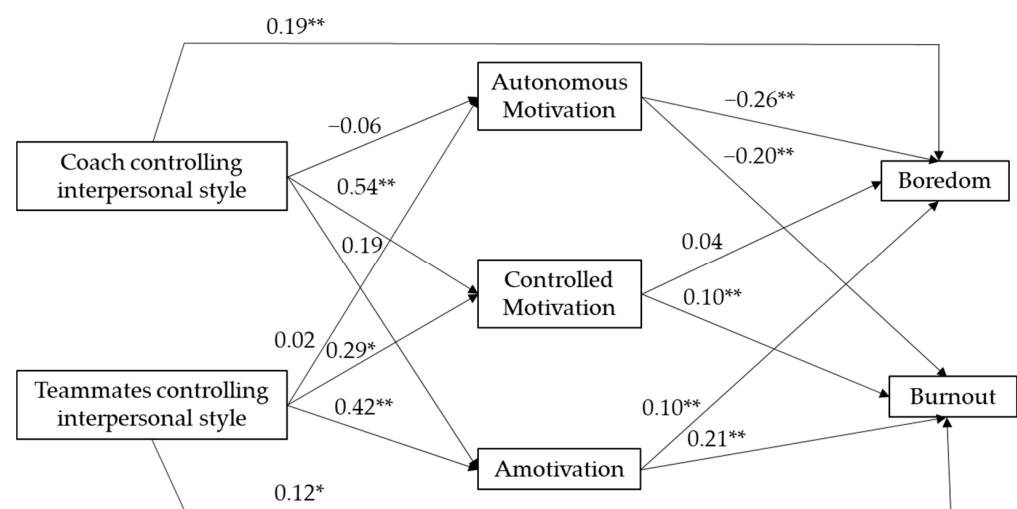 0.19**
Autonomous
Motivation
−0.26**
−0.06
−0.20**
Coach controlling
interpersonal style
Boredom
0.54**
0.19
0.04
Controlled
Motivation
0.10**
0.02
0.29*
Teammates controlling
interpersonal style
Burnout
0.42**
0.10**
0.21**
Amotivation
0.12*